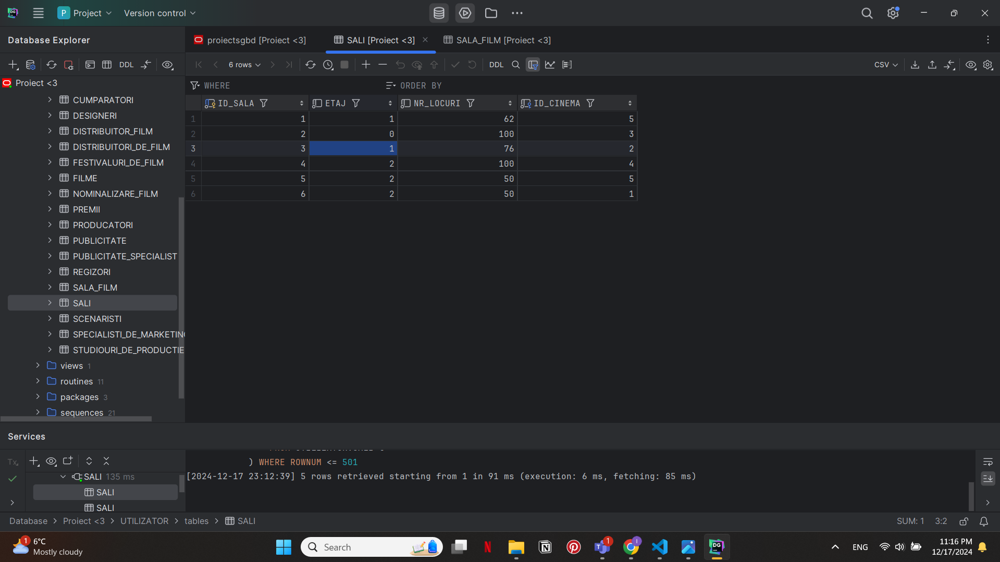 P Project Version control
Database Explorer
proiectsgbd [Proiect <3] SALI [Proiect <3] SALA_FILM [Proiect <3]
DDL 6 rows DDL CSV
Proiect <3
CUMPARATORI
DESIGNERI
DISTRIBUITOR_FILM
DISTRIBUITORI_DE_FILM
FESTIVALURI_DE_FILM
FILME
NOMINALIZARE_FILM
PREMII
PRODUCATORI
PUBLICITATE
PUBLICITATE_SPECIALIST
REGIZORI
SALA_FILM
SALI
SCENARISTI
SPECIALISTI_DE_MARKETING
STUDIOURI_DE_PRODUCTIE
views 1
routines 11
packages 3
sequences 21
WHERE ORDER BY
ID_SALA ETAJ NR_LOCURI ID_CINEMA
1 1 1 62 5
2 2 0 100 3
3 3 1 76 2
4 4 2 100 4
5 5 2 50 5
6 6 2 50 1
Services
Tx
SALI 135 ms
SALI
SALI
) WHERE ROWNUM <= 501
[2024-12-17 23:12:39] 5 rows retrieved starting from 1 in 91 ms (execution: 6 ms, fetching: 85 ms)
Database > Proiect <3 > UTILIZATOR > tables > SALI SUM: 1 3:2
1 6°C
Mostly cloudy
Search
N
N
T 1
I
DG
ENG
11:16 PM
12/17/2024